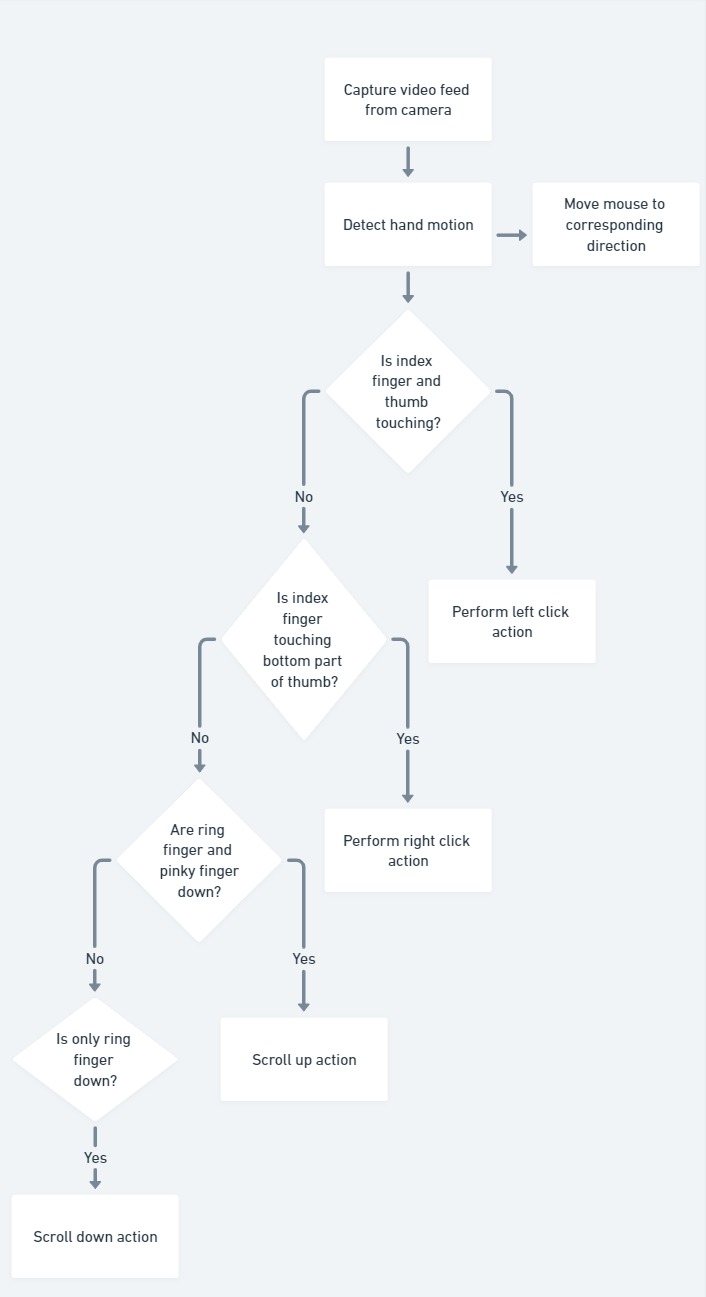 Capture video feed
from camera
Detect hand motion
Move mouse to
corresponding
direction
Is index
finger and
thumb
touching?
No
Yes
Is index
finger
touching
bottom part
of thumb?
Perform left click
action
No
Yes
Are ring
finger and
pinky finger
down?
Perform right click
action
No
Yes
Is only ring
finger
down?
Scroll up action
Yes
Scroll down action